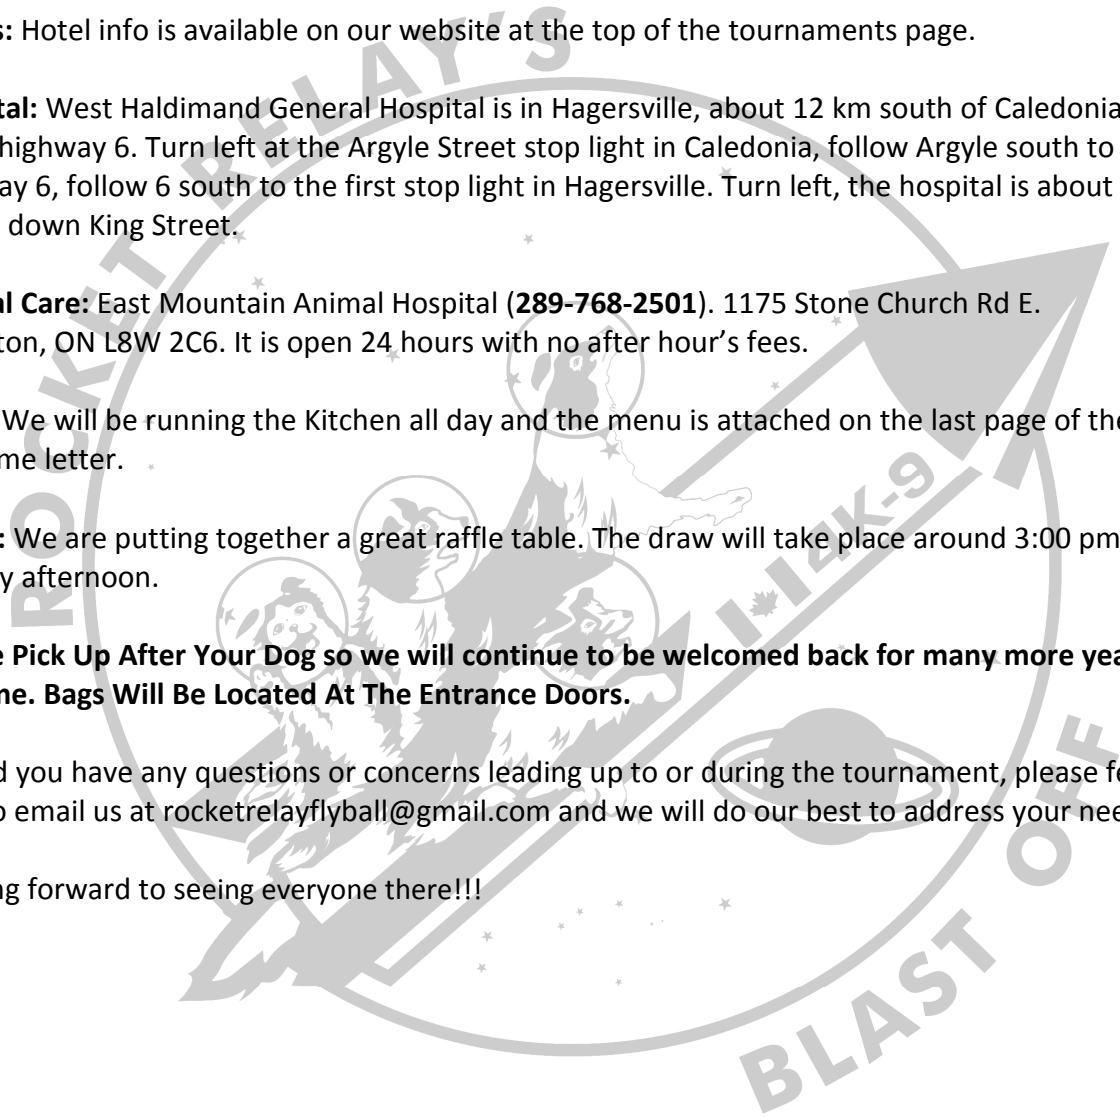 s: Hotel info is available on our website at the top of the tournaments page.
tal: West Haldimand General Hospital is in Hagersville, about 12 km south of Caledonia
highway 6. Turn left at the Argyle Street stop light in Caledonia, follow Argyle south to
ay 6, follow 6 south to the first stop light in Hagersville. Turn left, the hospital is about
down King Street.
al Care: East Mountain Animal Hospital (289-768-2501). 1175 Stone Church Rd E.
ton, ON L8W 2C6. It is open 24 hours with no after hour's fees.
We will be running the Kitchen all day and the menu is attached on the last page of the
me letter.
: We are putting together a great raffle table. The draw will take place around 3:00 pm
y afternoon.
e Pick Up After Your Dog so we will continue to be welcomed back for many more yea
ne. Bags Will Be Located At The Entrance Doors.
d you have any questions or concerns leading up to or during the tournament, please fe
o email us at rocketrelayflyball@gmail.com and we will do our best to address your nee
ng forward to seeing everyone there!!!
ROCKET RELAY'S
4K-9
BLAST OFF